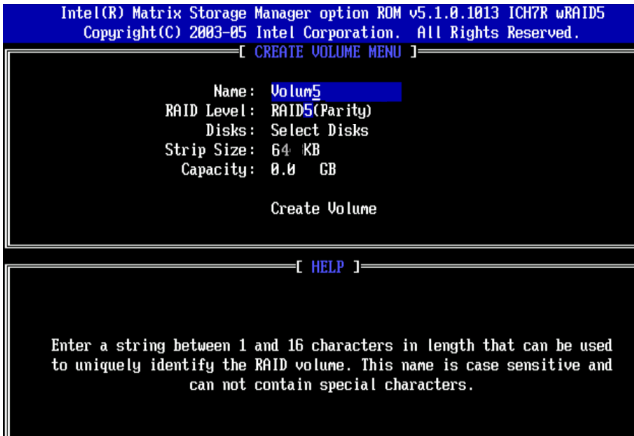 Intel(R) Matrix Storage Manager option ROM v5.1.0.1013 ICH7R wRAID5
Copyright(C) 2003-05 Intel Corporation. All Rights Reserved.
[ CREATE VOLUME MENU ]
Name: Volum5
RAID Level: RAID5(Parity)
Disks: Select Disks
Strip Size: 64 KB
Capacity: 0.0 GB
Create Volume
[ HELP ]
Enter a string between 1 and 16 characters in length that can be used
to uniquely identify the RAID volume. This name is case sensitive and
can not contain special characters.